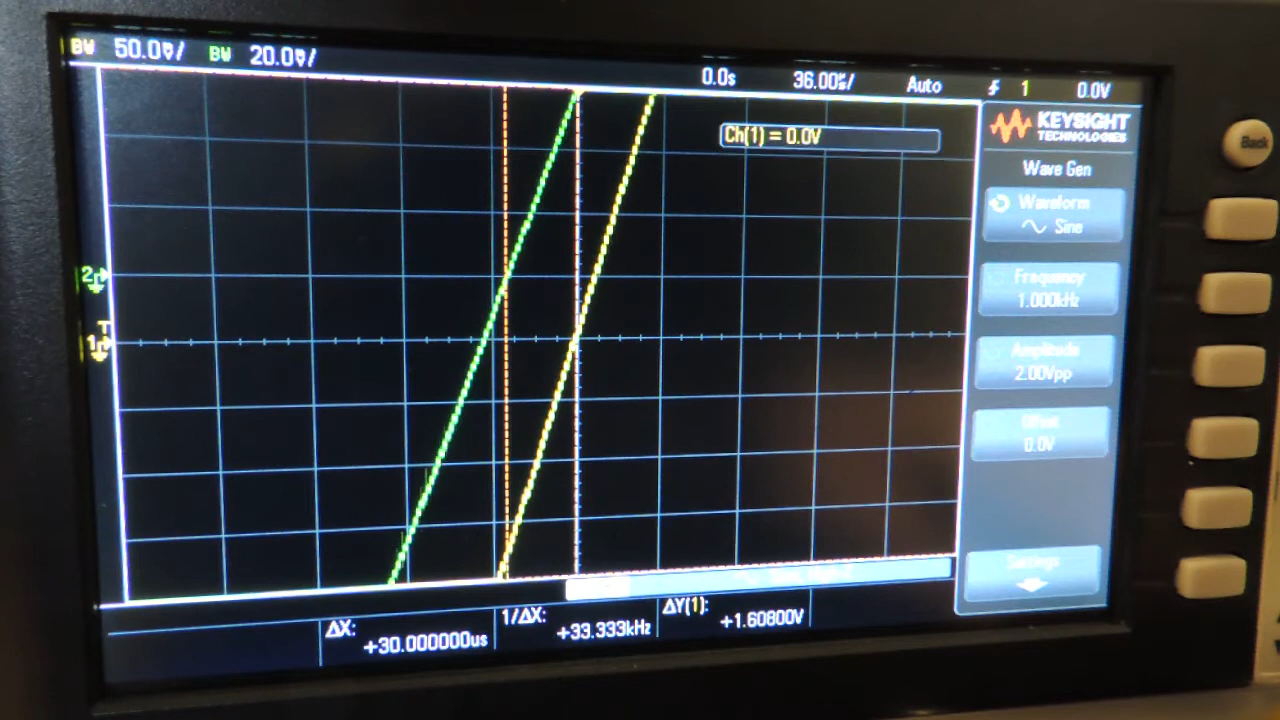 BW 50.0V/ BW 20.0V/ 0.0s 36.00us/ Auto 1 0.0V
KEYSIGHT
TECHNOLOGIES
Ch(1) = 0.0V
Back
Wave Gen
Waveform
Sine
2
Frequency
1.000kHz
T
1
Amplitude
2.00Vpp
Offset
0.0V
Settings
ΔX:
+30.000000us
1/ΔX:
+33.333kHz
ΔY(1):
+1.60800V